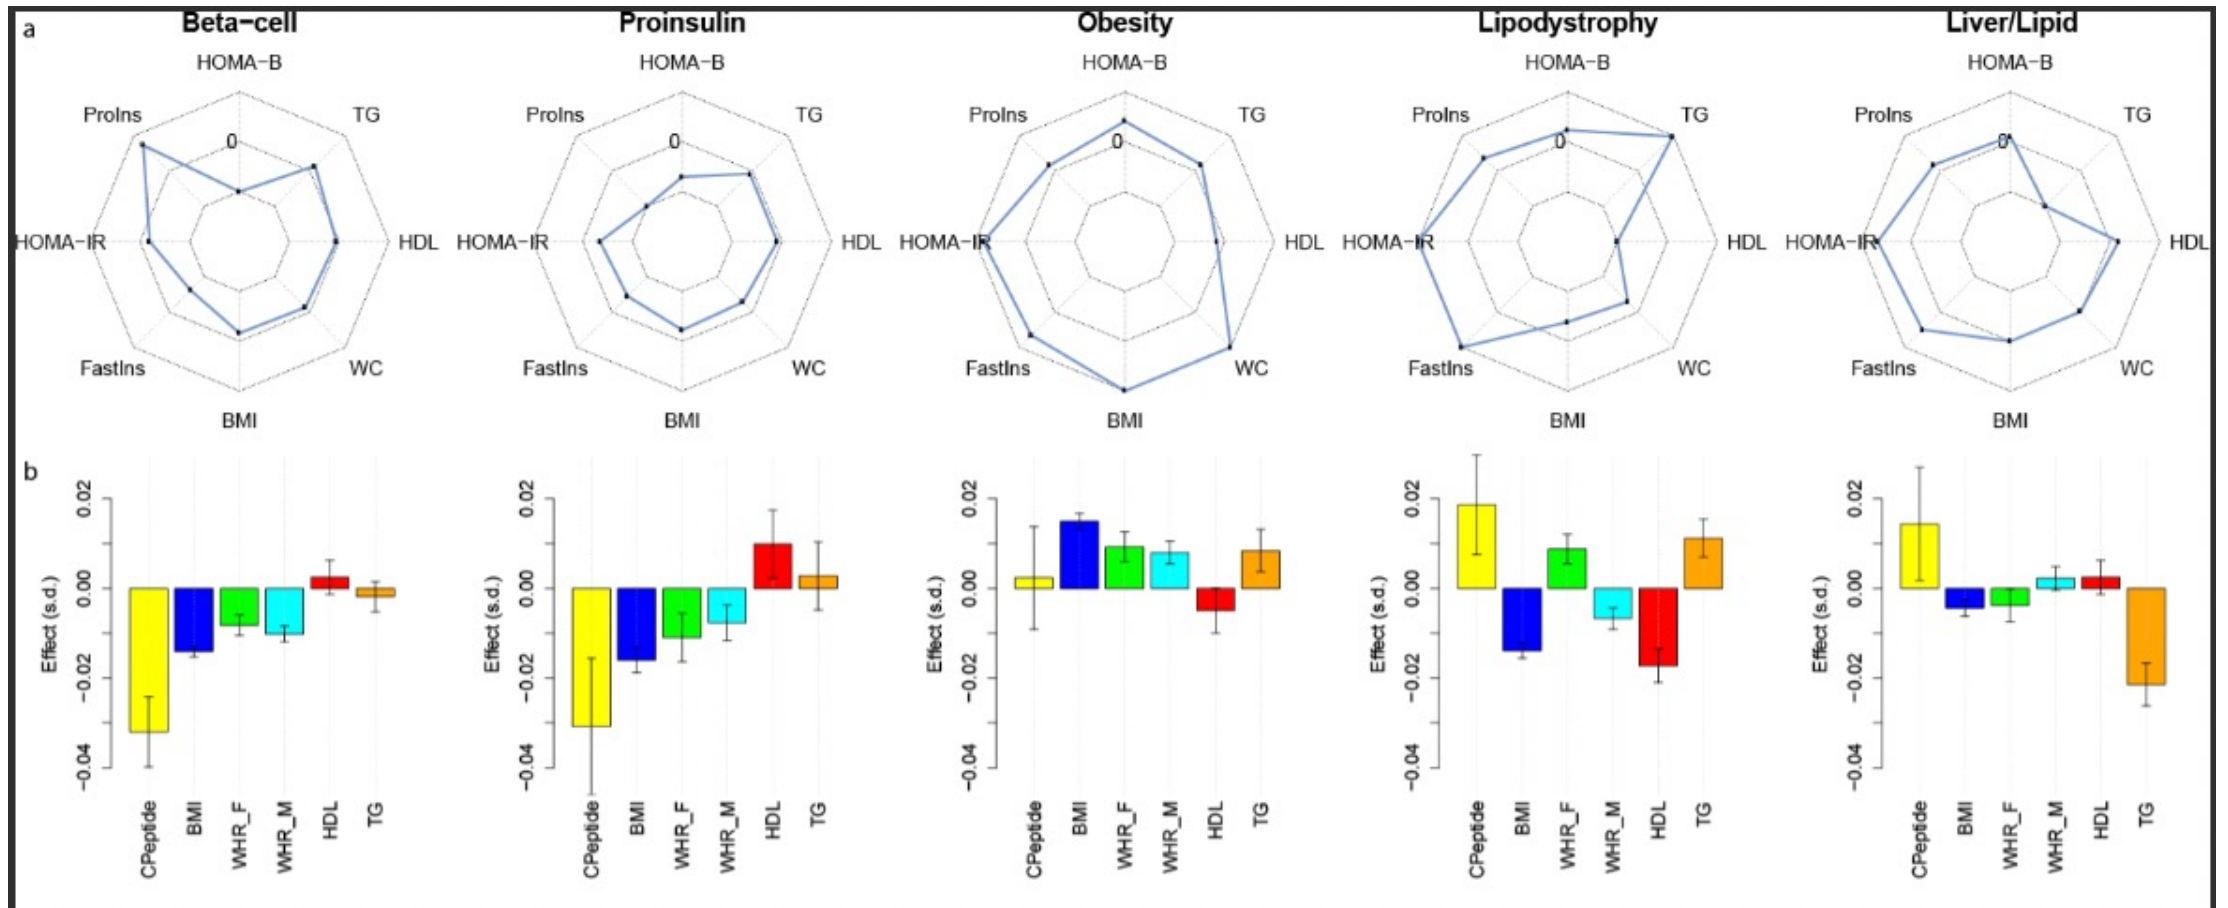 a
Beta−cell
HOMA−B
ProIns
TG
0
HOMA−IR
HDL
FastIns
WC
BMI
Proinsulin
HOMA−B
ProIns
TG
0
HOMA−IR
HDL
FastIns
WC
BMI
Obesity
HOMA−B
ProIns
TG
0
HOMA−IR
HDL
FastIns
WC
BMI
Lipodystrophy
HOMA−B
ProIns
TG
0
HOMA−IR
HDL
FastIns
WC
BMI
Liver/Lipid
HOMA−B
ProIns
TG
0
HOMA−IR
HDL
FastIns
WC
BMI
b
Effect (s.d.)
0.02
0.00
−0.02
−0.04
CPeptide
BMI
WHR_F
WHR_M
HDL
TG
Effect (s.d.)
0.02
0.00
−0.02
−0.04
CPeptide
BMI
WHR_F
WHR_M
HDL
TG
Effect (s.d.)
0.02
0.00
−0.02
−0.04
CPeptide
BMI
WHR_F
WHR_M
HDL
TG
Effect (s.d.)
0.02
0.00
−0.02
−0.04
CPeptide
BMI
WHR_F
WHR_M
HDL
TG
Effect (s.d.)
0.02
0.00
−0.02
−0.04
CPeptide
BMI
WHR_F
WHR_M
HDL
TG